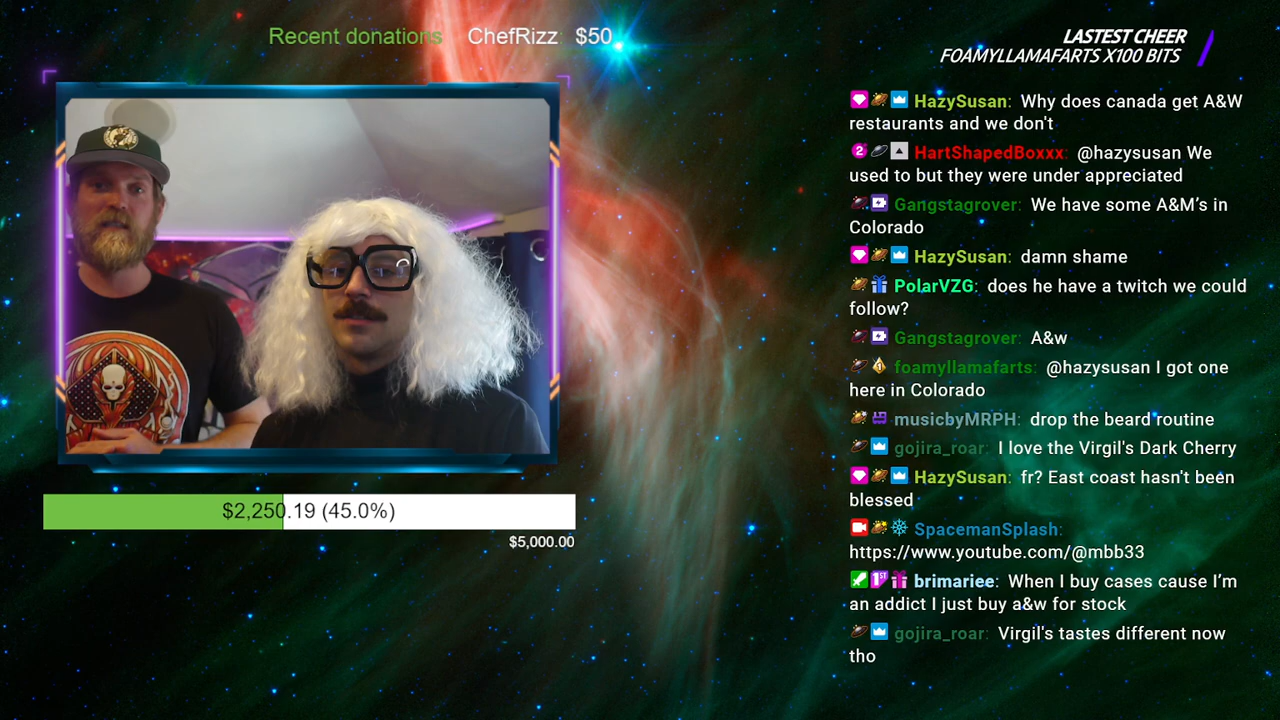 Recent donations ChefRizz $50
LASTEST CHEER
FOAMYLLAMAFARTS X100 BITS
HazySusan: Why does canada get A&W
restaurants and we don't
2 HartShapedBoxxx: @hazysusan We
used to but they were under appreciated
Gangstagrover: We have some A&M's in
Colorado
HazySusan: damn shame
PolarVZG: does he have a twitch we could
follow?
Gangstagrover: A&w
1 foamyllamafarts: @hazysusan I got one
here in Colorado
musicbyMRPH: drop the beard routine
gojira_roar: I love the Virgil's Dark Cherry
HazySusan: fr? East coast hasn't been
blessed
SpacemanSplash:
https://www.youtube.com/@mbb33
1ST brimariee: When I buy cases cause I'm
an addict I just buy a&w for stock
gojira_roar: Virgil's tastes different now
tho
$2,250.19 (45.0%)
$5,000.00